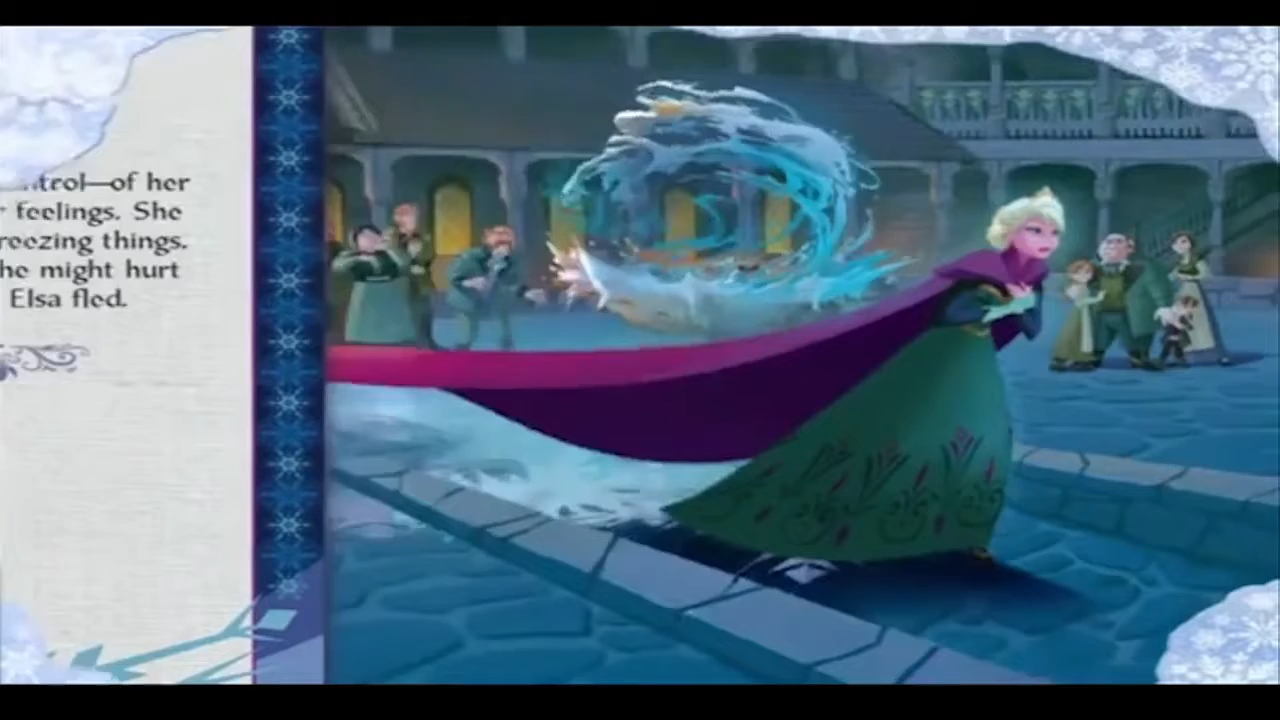 ntrol—of her
feelings. She
reezing things.
he might hurt
Elsa fled.